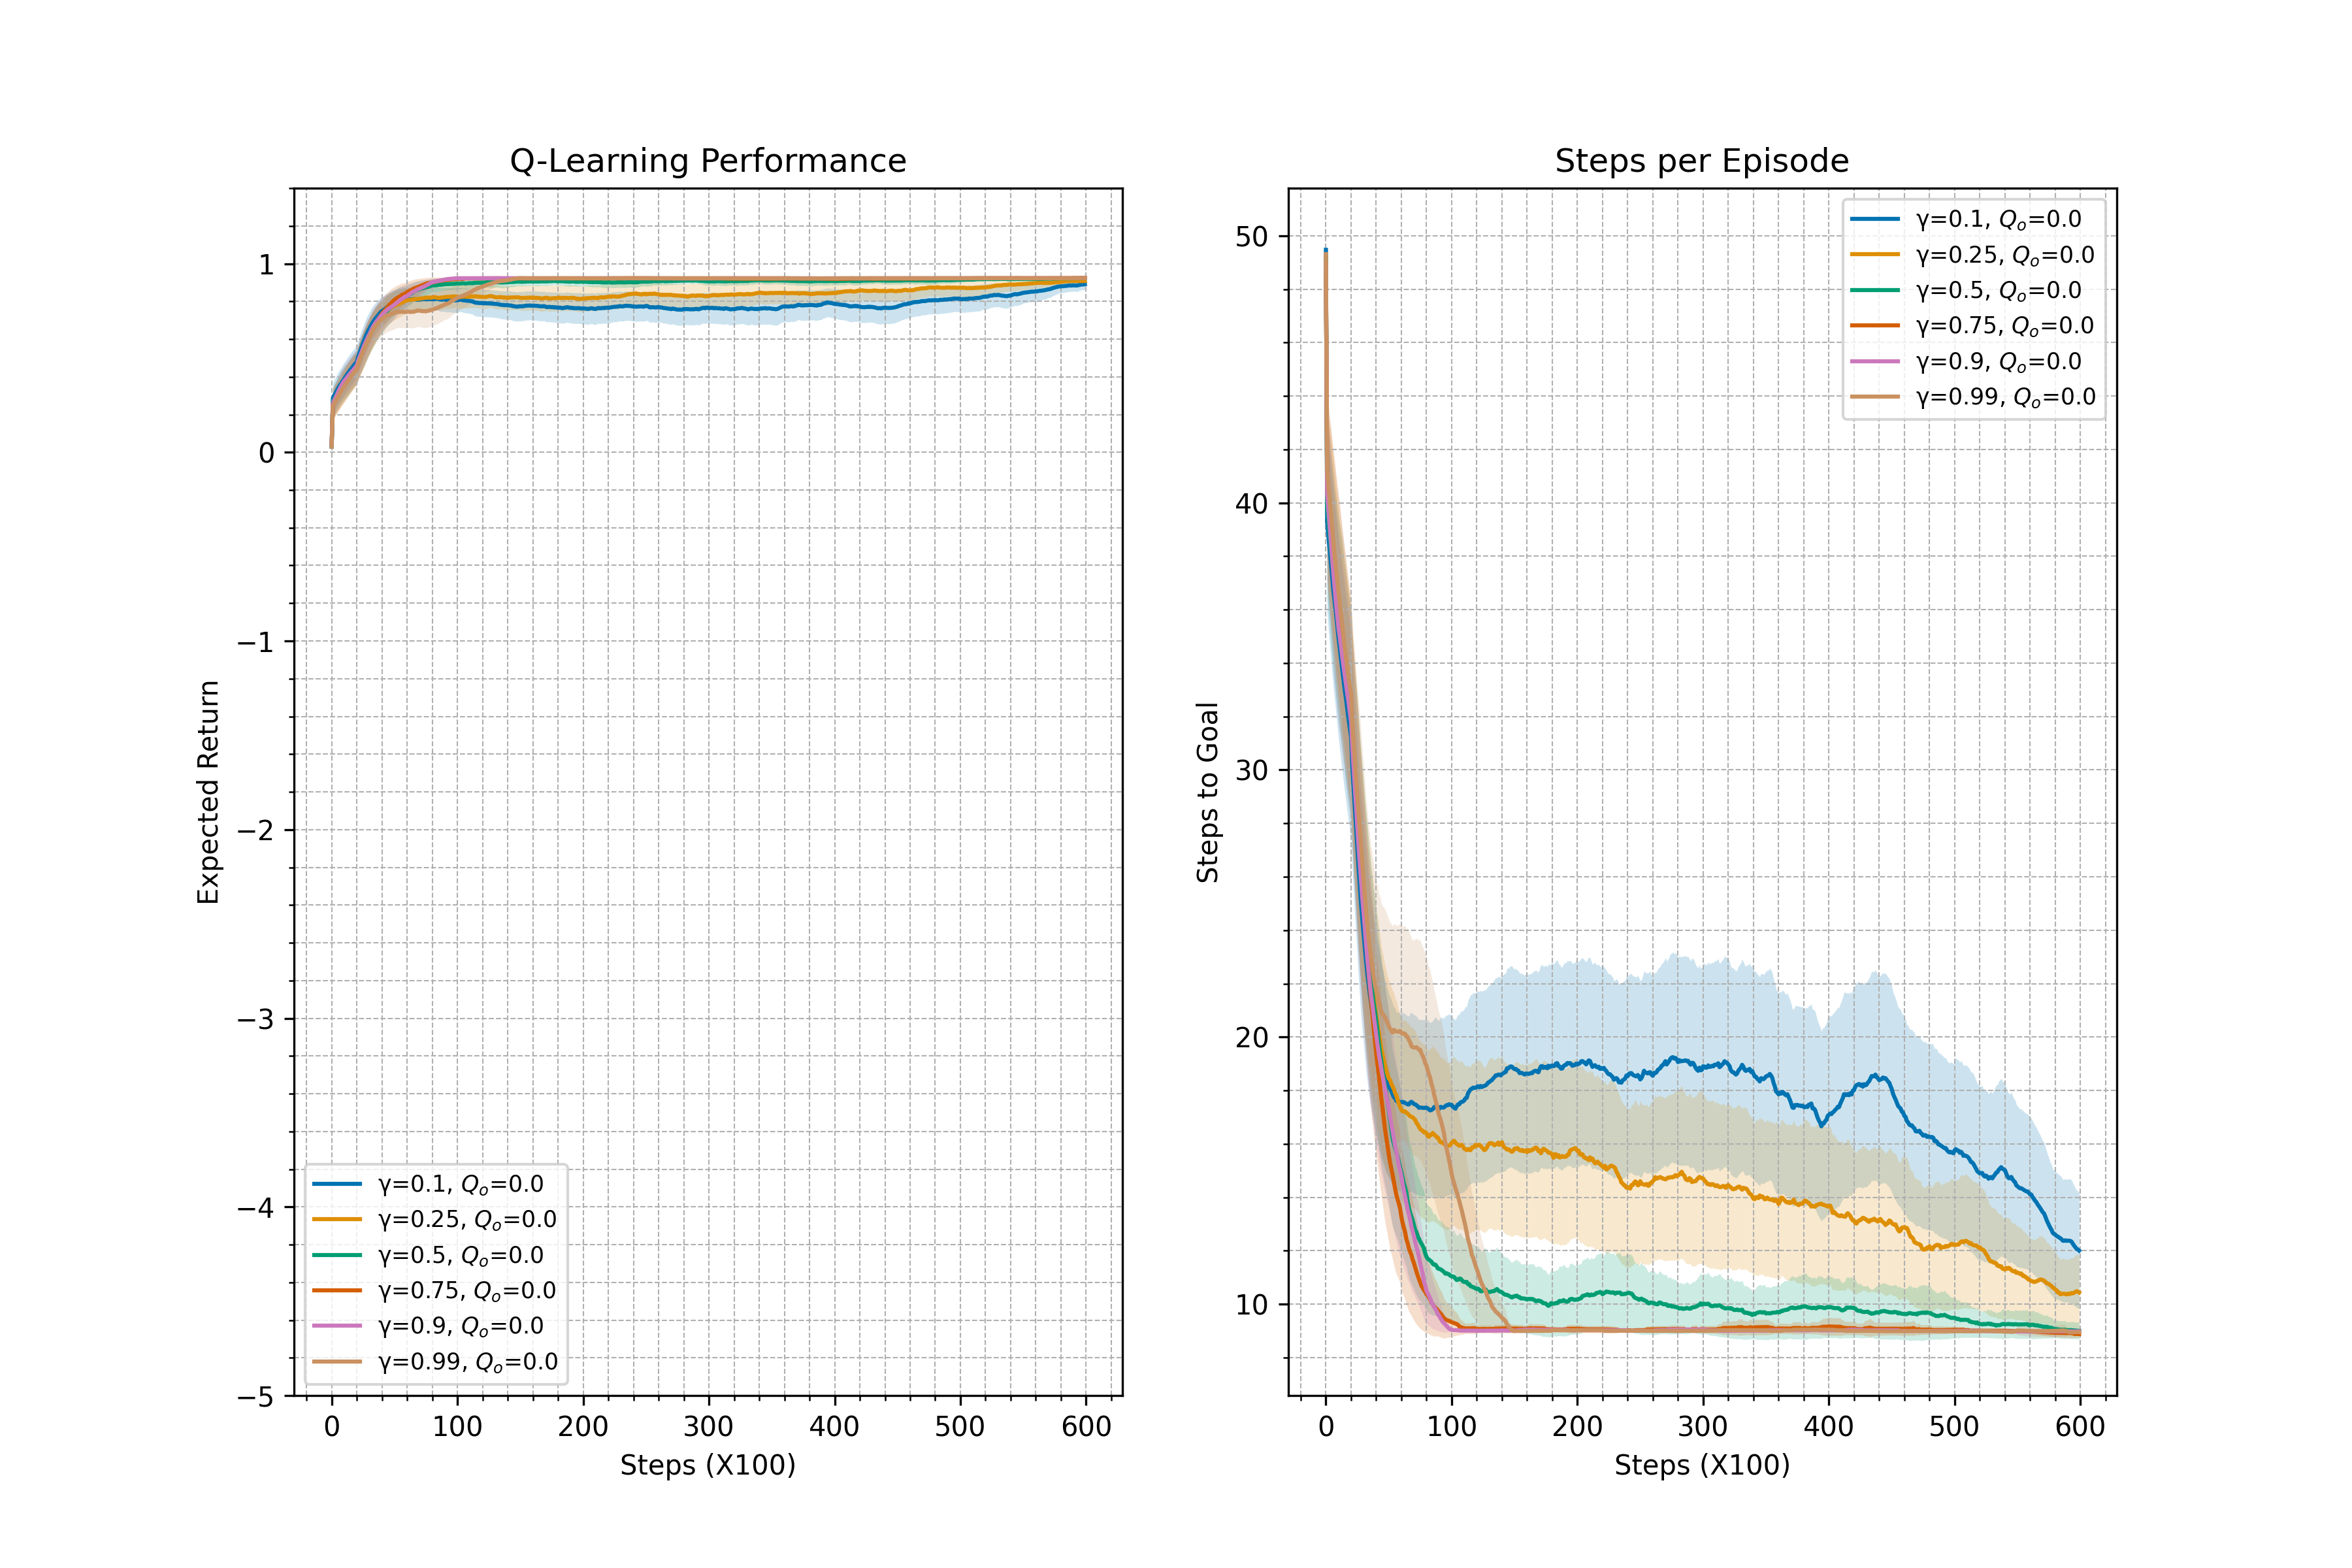 Q-Learning Performance
Expected Return
1
0
−1
−2
−3
−4
−5
γ=0.1, Qo=0.0
γ=0.25, Qo=0.0
γ=0.5, Qo=0.0
γ=0.75, Qo=0.0
γ=0.9, Qo=0.0
γ=0.99, Qo=0.0
0 100 200 300 400 500 600
Steps (X100)
Steps per Episode
Steps to Goal
50
40
30
20
10
γ=0.1, Qo=0.0
γ=0.25, Qo=0.0
γ=0.5, Qo=0.0
γ=0.75, Qo=0.0
γ=0.9, Qo=0.0
γ=0.99, Qo=0.0
0 100 200 300 400 500 600
Steps (X100)